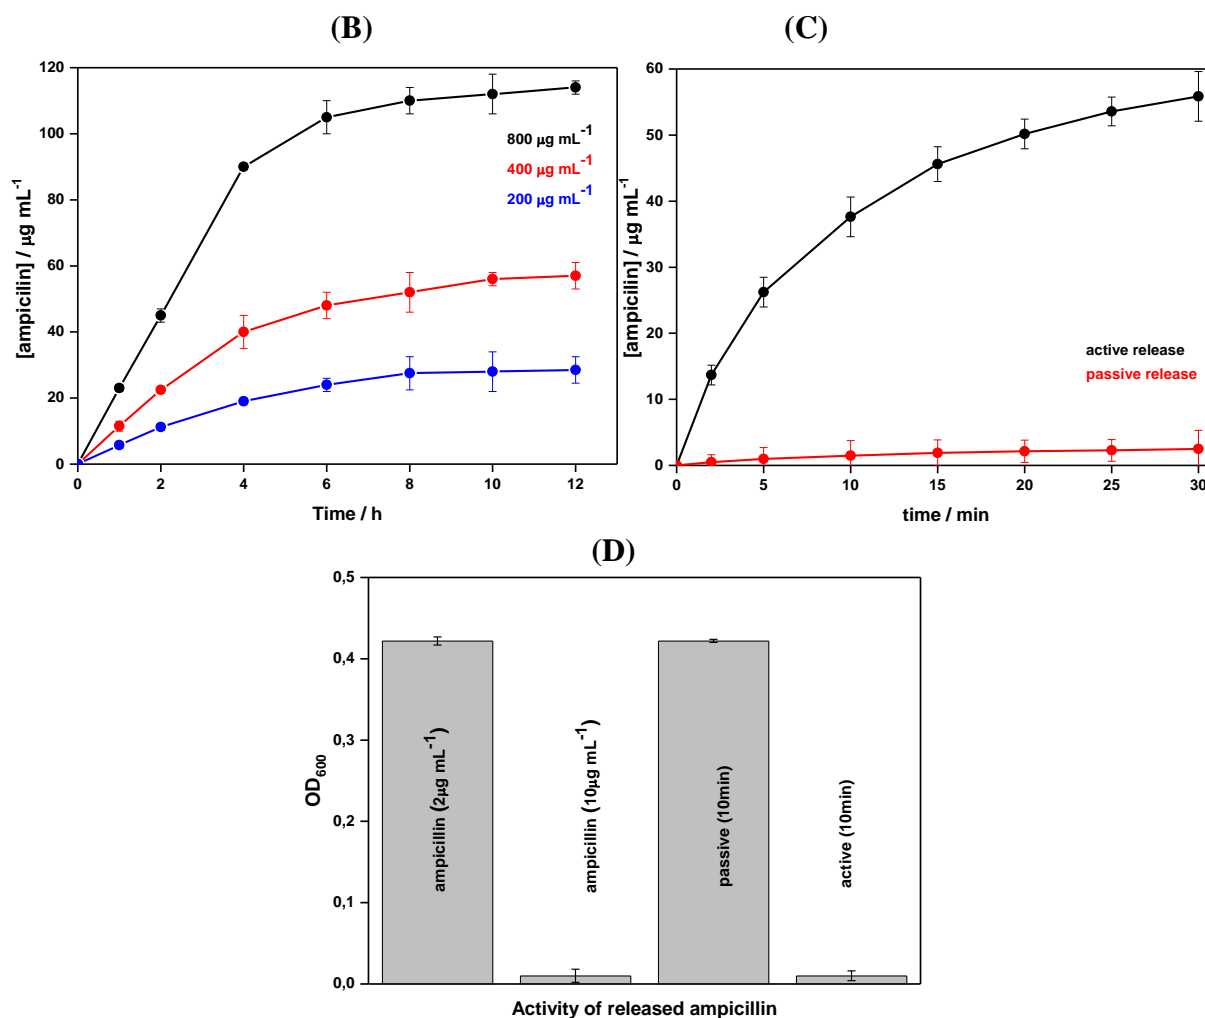 (B)
120
100
80
60
40
20
0
[ampicilin] / μg mL⁻¹
800 μg mL⁻¹
400 μg mL⁻¹
200 μg mL⁻¹
0 2 4 6 8 10 12
Time / h
(C)
60
50
40
30
20
10
0
[ampicilin] / μg mL⁻¹
active release
passive release
0 5 10 15 20 25 30
time / min
(D)
0,5
0,4
0,3
0,2
0,1
0,0
OD₆₀₀
ampicillin (2μg mL⁻¹)
ampicillin (10μg mL⁻¹)
passive (10min)
active (10min)
Activity of released ampicillin